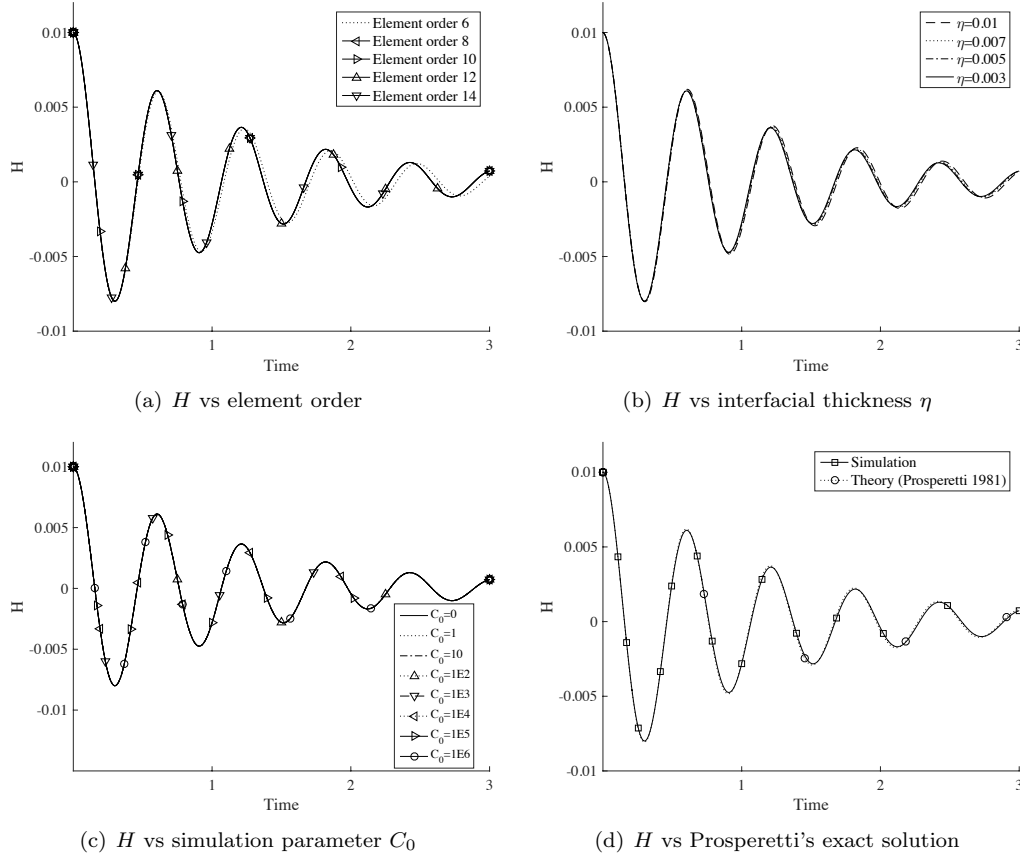 0.01
0.005
0
-0.005
-0.01
H
1
2
3
Time
Element order 6
Element order 8
Element order 10
Element order 12
Element order 14
(a) H vs element order
0.01
0.005
0
-0.005
-0.01
H
1
2
3
Time
η=0.01
η=0.007
η=0.005
η=0.003
(b) H vs interfacial thickness η
0.01
0.005
0
-0.005
-0.01
H
1
2
3
Time
C₀=0
C₀=1
C₀=10
C₀=1E2
C₀=1E3
C₀=1E4
C₀=1E5
C₀=1E6
(c) H vs simulation parameter C₀
0.01
0.005
0
-0.005
-0.01
H
1
2
3
Time
Simulation
Theory (Prosperetti 1981)
(d) H vs Prosperetti's exact solution